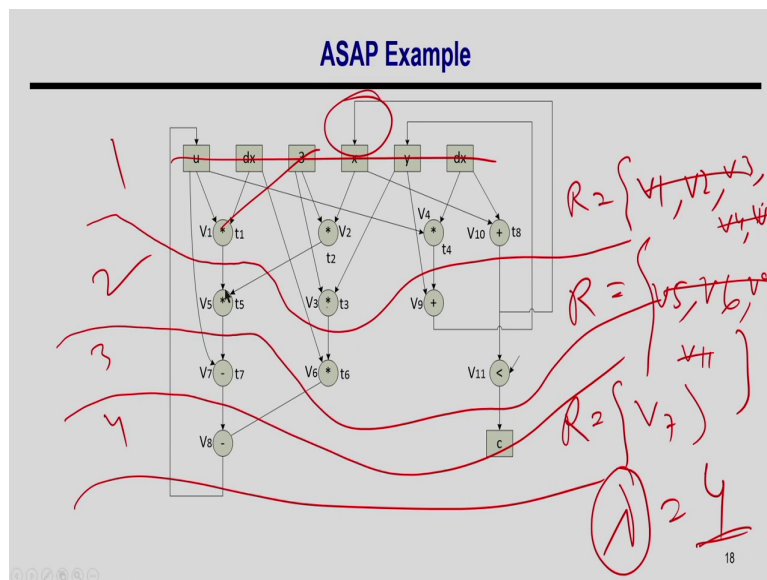 ASAP Example
u dx 3 x y dx
1
R = { V1, V2, V3,
V4,
V1 * t1
* V2
t2
V4
*
t4
V10 + t8
2
R = { V5, V6,
V11 }
V5 * t5
V3 * t3
V9 +
3
V7 - t7
V6 * t6
V11 <
R = { V7 }
4
V8 -
c
λ = 4
18